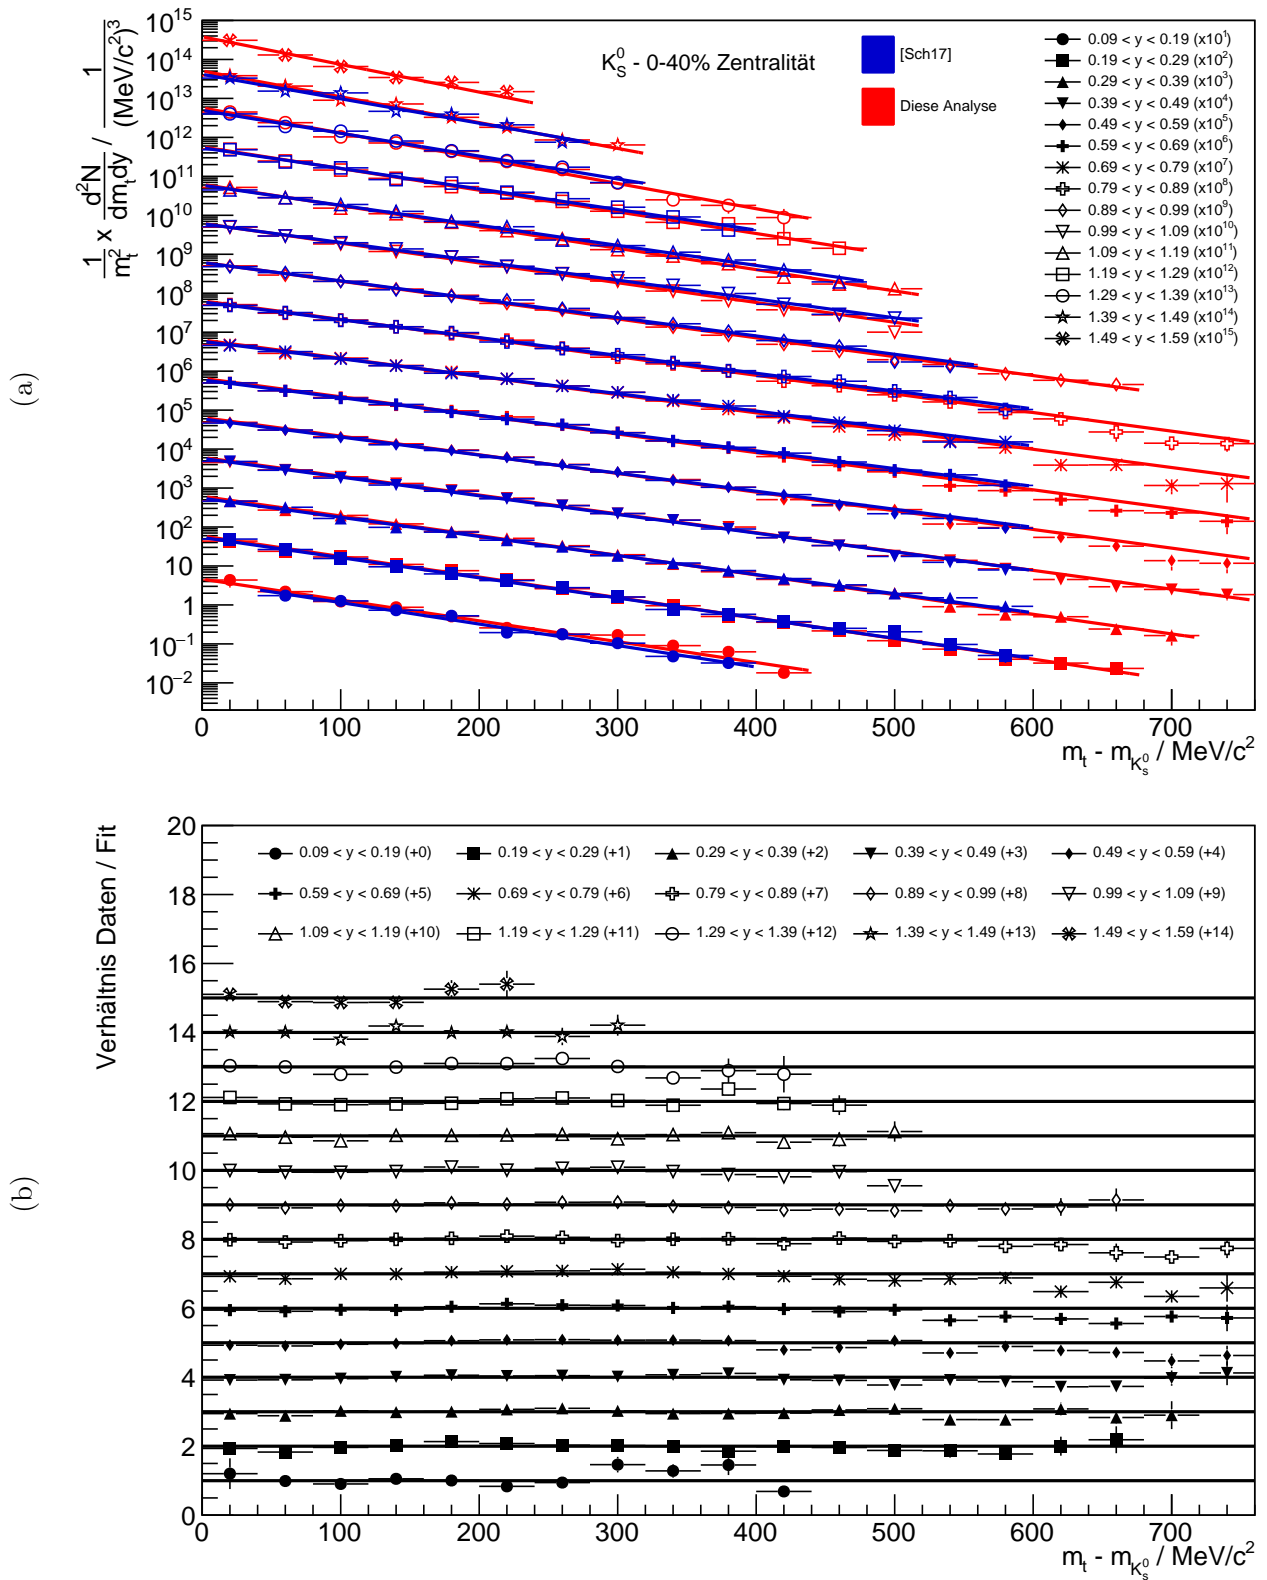 (a)
1/m_t^2 x d^2N/dm_tdy / 1/(MeV/c^2)^3
K_S^0 - 0-40% Zentralität
[Sch17]
Diese Analyse
0.09 < y < 0.19 (x10^1)
0.19 < y < 0.29 (x10^2)
0.29 < y < 0.39 (x10^3)
0.39 < y < 0.49 (x10^4)
0.49 < y < 0.59 (x10^5)
0.59 < y < 0.69 (x10^6)
0.69 < y < 0.79 (x10^7)
0.79 < y < 0.89 (x10^8)
0.89 < y < 0.99 (x10^9)
0.99 < y < 1.09 (x10^10)
1.09 < y < 1.19 (x10^11)
1.19 < y < 1.29 (x10^12)
1.29 < y < 1.39 (x10^13)
1.39 < y < 1.49 (x10^14)
1.49 < y < 1.59 (x10^15)
10^15
10^14
10^13
10^12
10^11
10^10
10^9
10^8
10^7
10^6
10^5
10^4
10^3
10^2
10
1
10^−1
10^−2
0 100 200 300 400 500 600 700
m_t - m_K_s^0 / MeV/c^2
(b)
Verhältnis Daten / Fit
0.09 < y < 0.19 (+0) 0.19 < y < 0.29 (+1) 0.29 < y < 0.39 (+2) 0.39 < y < 0.49 (+3) 0.49 < y < 0.59 (+4)
0.59 < y < 0.69 (+5) 0.69 < y < 0.79 (+6) 0.79 < y < 0.89 (+7) 0.89 < y < 0.99 (+8) 0.99 < y < 1.09 (+9)
1.09 < y < 1.19 (+10) 1.19 < y < 1.29 (+11) 1.29 < y < 1.39 (+12) 1.39 < y < 1.49 (+13) 1.49 < y < 1.59 (+14)
20
18
16
14
12
10
8
6
4
2
0
0 100 200 300 400 500 600 700
m_t - m_K_s^0 / MeV/c^2